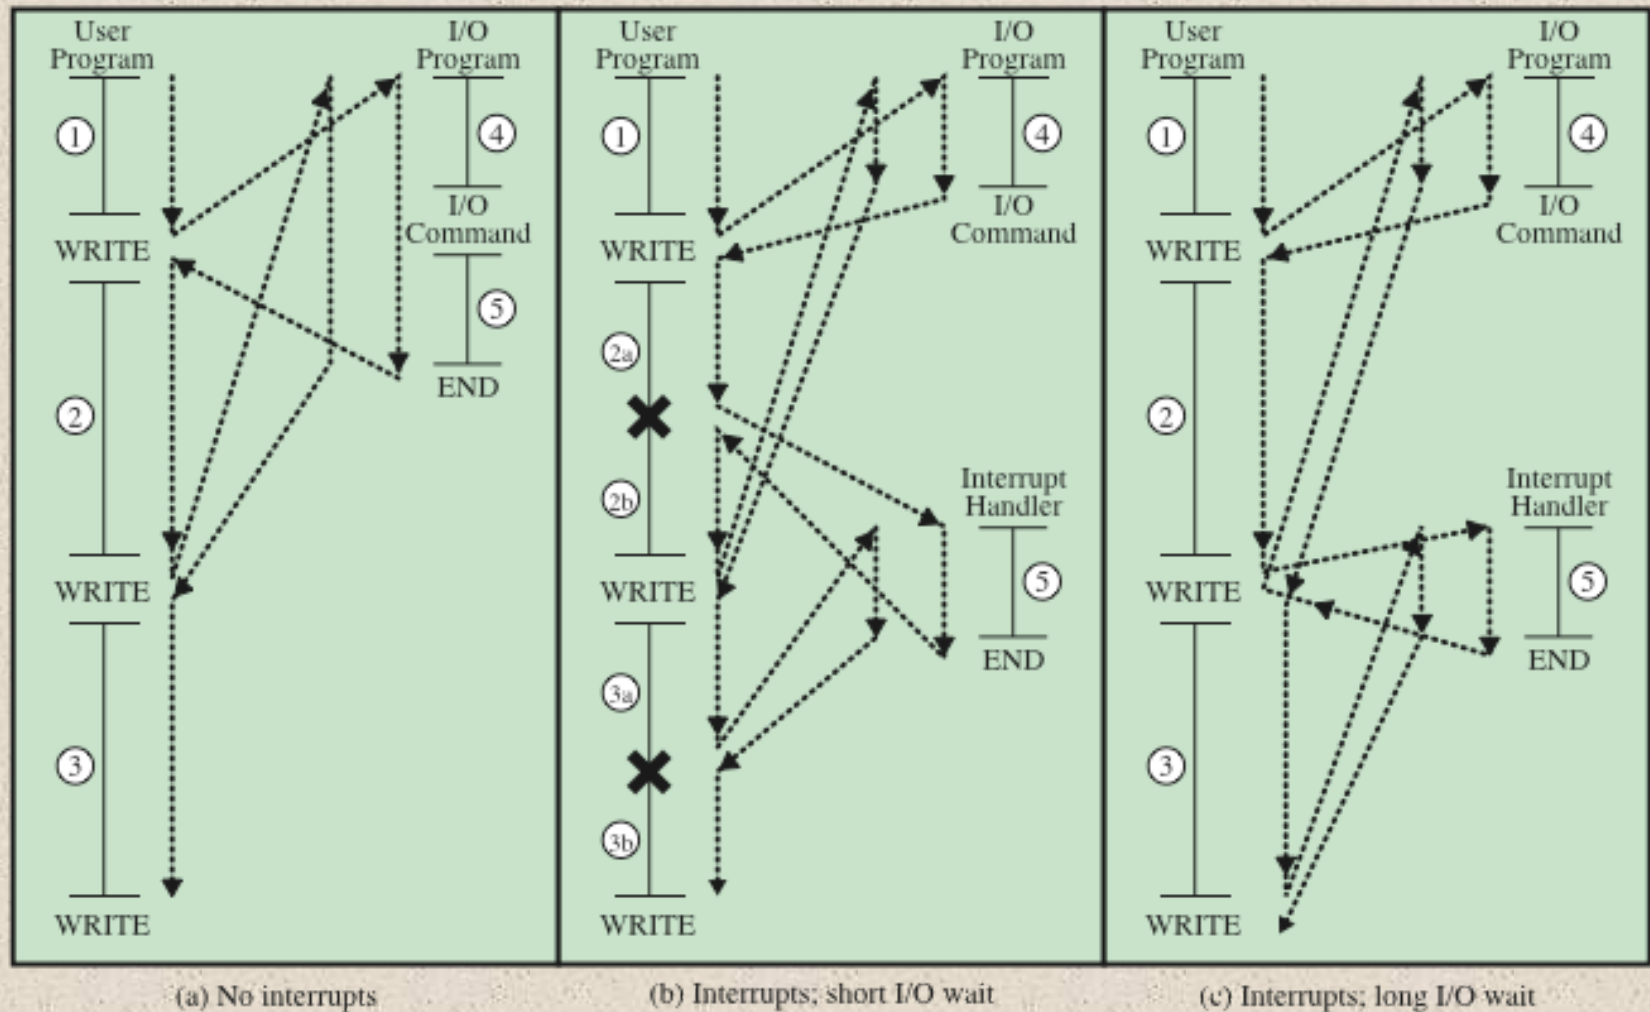 User
Program
I/O
Program
1
4
WRITE
I/O
Command
5
END
2
WRITE
3
WRITE
(a) No interrupts
User
Program
I/O
Program
1
4
WRITE
I/O
Command
2a
2b
Interrupt
Handler
WRITE
5
END
3a
3b
WRITE
(b) Interrupts; short I/O wait
User
Program
I/O
Program
1
4
WRITE
I/O
Command
2
Interrupt
Handler
WRITE
5
END
3
WRITE
(c) Interrupts; long I/O wait